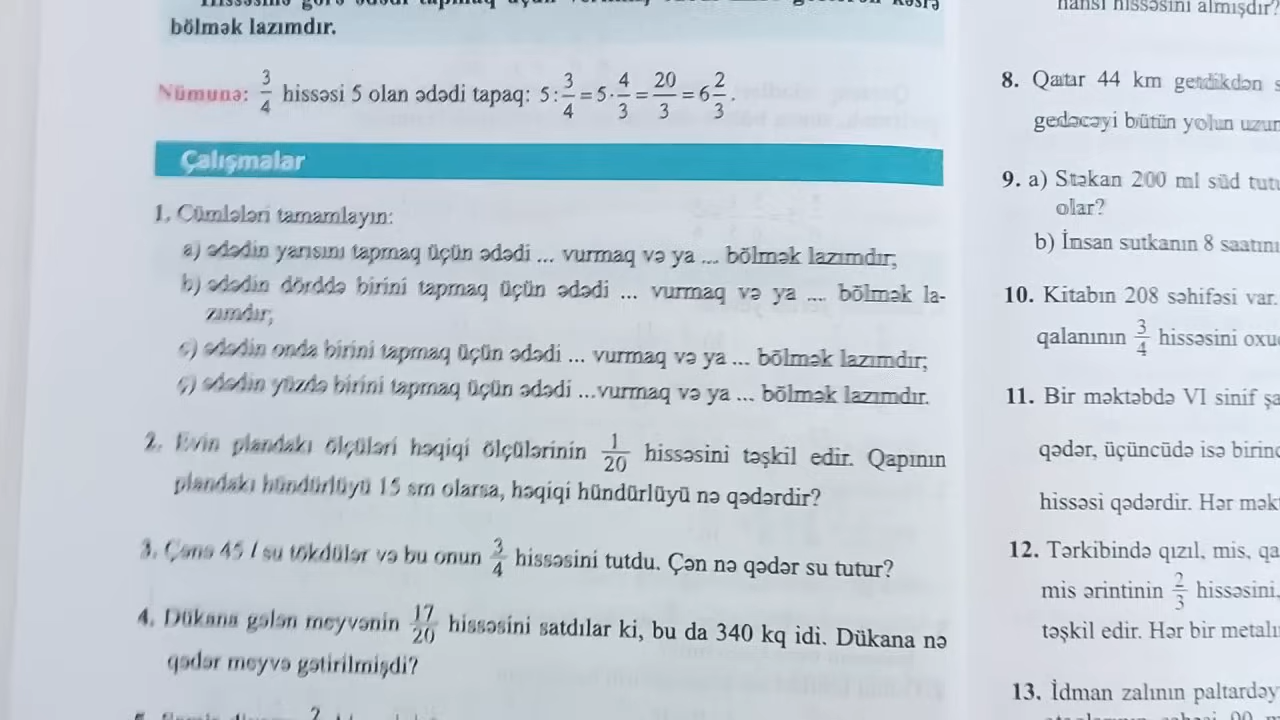 bölmək lazımdır.
Nümunə: 3/4 hissəsi 5 olan ədədi tapaq: 5 : 3/4 = 5 · 4/3 = 20/3 = 6 2/3.
Çalışmalar
1. Cümlələri tamamlayın:
a) ədədin yarısını tapmaq üçün ədədi ... vurmaq və ya ... bölmək lazımdır;
b) ədədin dörddə birini tapmaq üçün ədədi ... vurmaq və ya ... bölmək la-
zımdır;
c) ədədin onda birini tapmaq üçün ədədi ... vurmaq və ya ... bölmək lazımdır;
ç) ədədin yüzdə birini tapmaq üçün ədədi ...vurmaq və ya ... bölmək lazımdır.
2. Evin plandakı ölçüləri həqiqi ölçülərinin 1/20 hissəsini təşkil edir. Qapının
plandakı hündürlüyü 15 sm olarsa, həqiqi hündürlüyü nə qədərdir?
3. Çənə 45 l su tökdülər və bu onun 3/4 hissəsini tutdu. Çən nə qədər su tutur?
4. Dükana gələn meyvənin 17/20 hissəsini satdılar ki, bu da 340 kq idi. Dükana nə
qədər meyvə gətirilmişdi?
hansı hissəsini almışdır?
8. Qatar 44 km getdikdən
gedəcəyi bütün yolun
9. a) Stəkan 200 ml süd
olar?
b) İnsan sutkanın 8
10. Kitabın 208 səhifəsi var.
qalanının 3/4 hissəsini
11. Bir məktəbdə VI sinif
qədər, üçüncüdə isə
hissəsi qədərdir. Hər
12. Tərkibində qızıl, mis,
mis ərintinin 2/3 hissəsini,
təşkil edir. Hər bir
13. İdman zalının